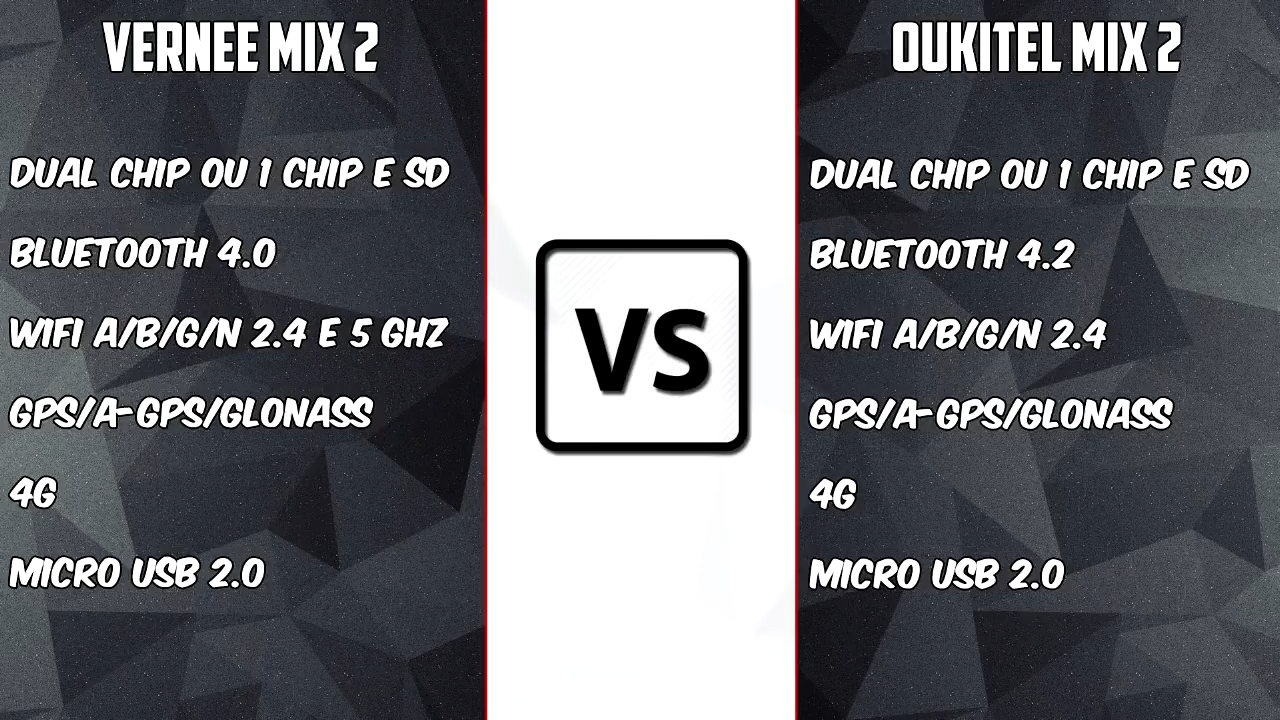 VERNEE MIX 2
DUAL CHIP OU 1 CHIP E SD
BLUETOOTH 4.0
WIFI A/B/G/N 2.4 E 5 GHZ
GPS/A-GPS/GLONASS
4G
MICRO USB 2.0
VS
OUKITEL MIX 2
DUAL CHIP OU 1 CHIP E SD
BLUETOOTH 4.2
WIFI A/B/G/N 2.4
GPS/A-GPS/GLONASS
4G
MICRO USB 2.0